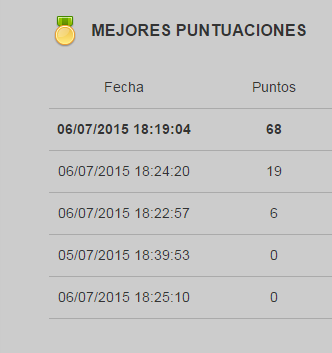 MEJORES PUNTUACIONES
Fecha Puntos
06/07/2015 18:19:04 68
06/07/2015 18:24:20 19
06/07/2015 18:22:57 6
05/07/2015 18:39:53 0
06/07/2015 18:25:10 0